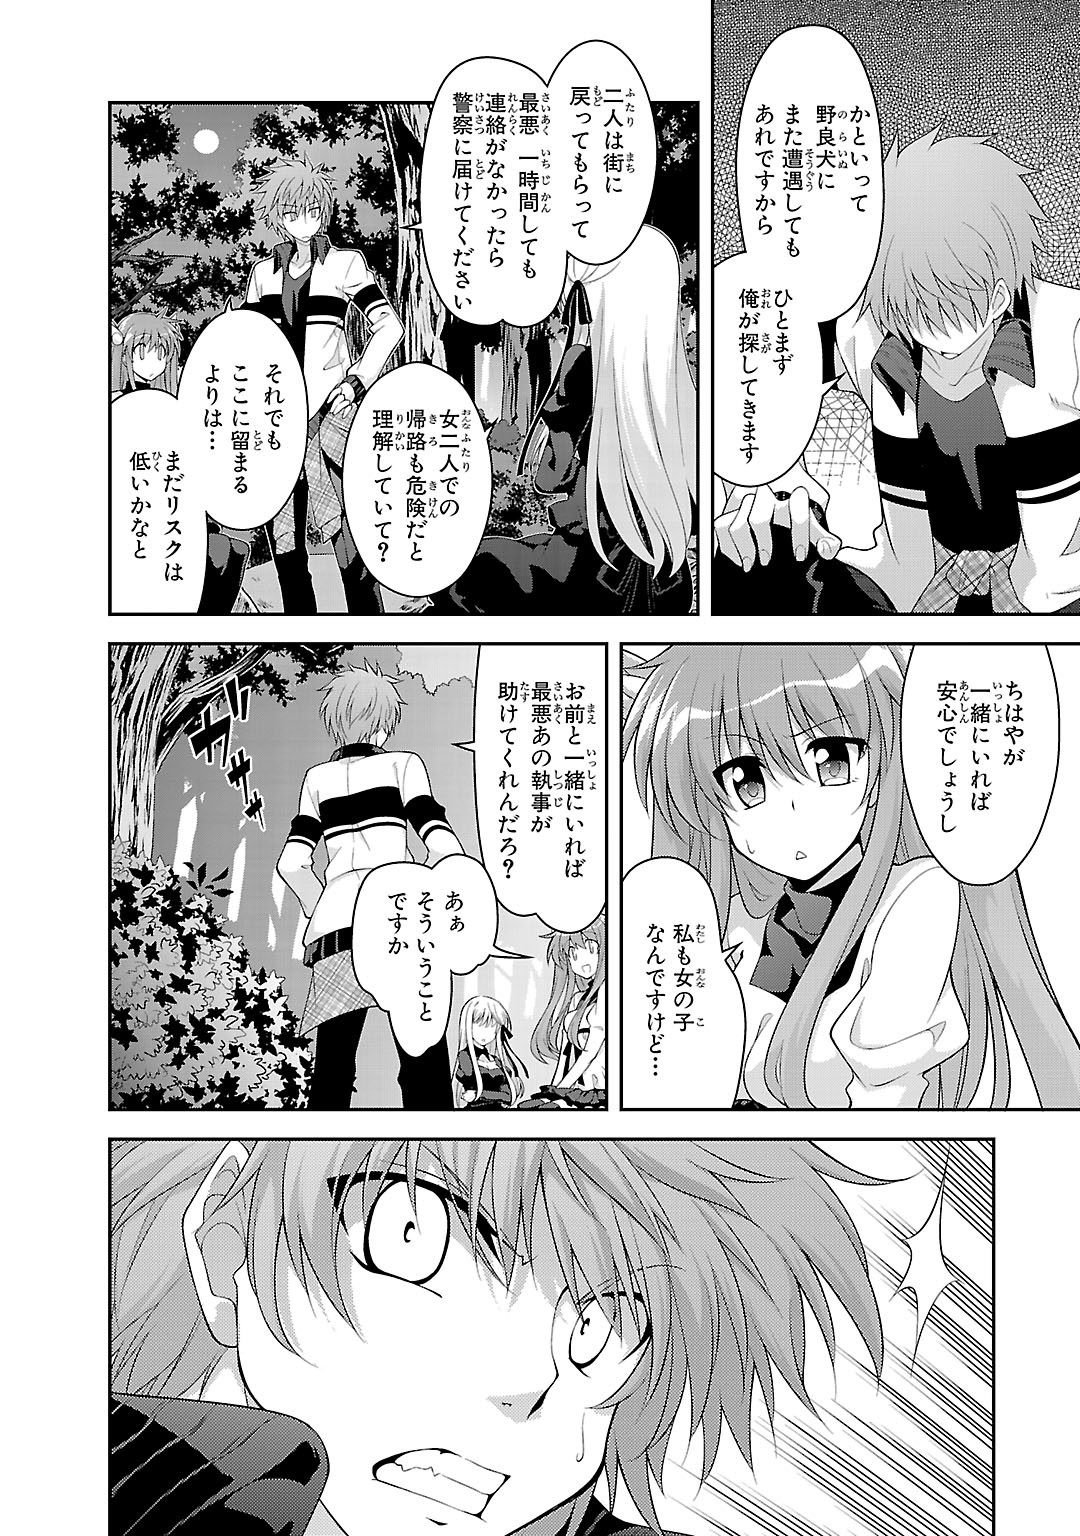 かといって
野良犬に
また遭遇しても
あれですから
ひとまず
俺が探してきます
二人は街に
戻ってもらって
最悪 一時間しても
連絡がなかったら
警察に届けてください
女二人での
帰路も危険だと
理解していて？
それでも
ここに留まる
よりは…
まだリスクは
低いかなと
ちはやが
一緒にいれば
安心でしょうし
私も女の子
なんですけど…
お前と一緒にいれば
最悪あの執事が
助けてくれんだろ？
あぁ
そういうこと
ですか
ガサッ